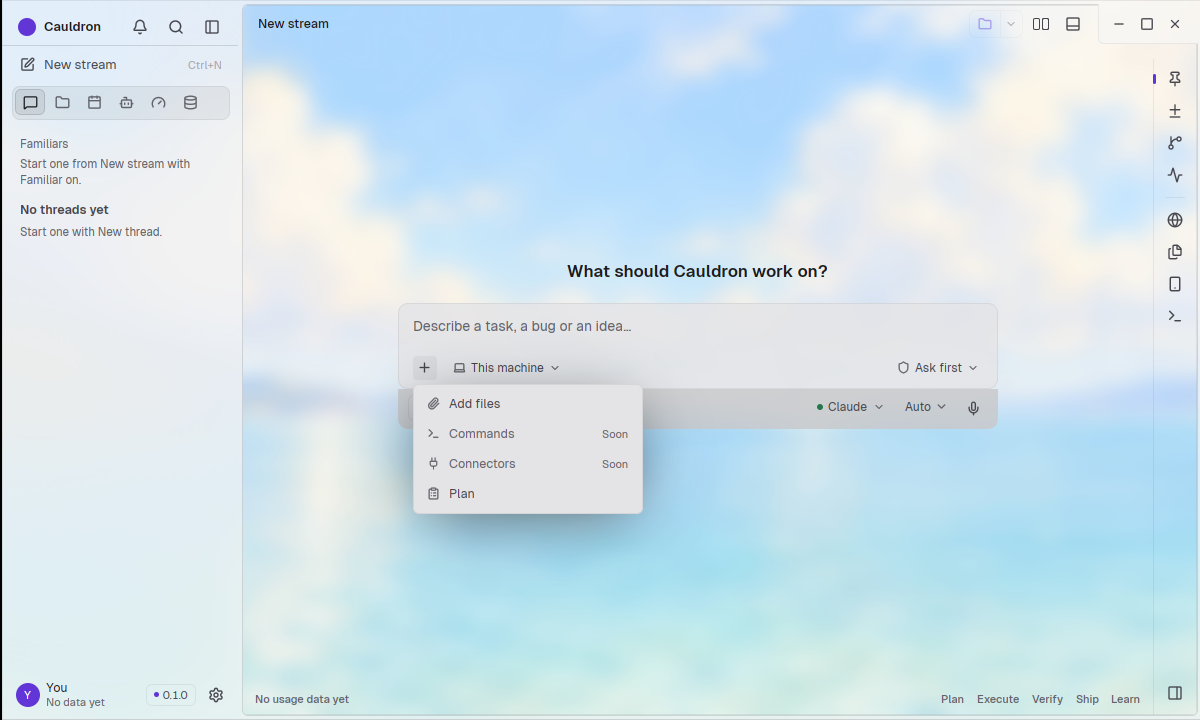 Cauldron
New stream
Ctrl+N
Familiars
Start one from New stream with
Familiar on.
No threads yet
Start one with New thread.
Y
You
No data yet
0.1.0
New stream
What should Cauldron work on?
Describe a task, a bug or an idea…
This machine
Ask first
Claude
Auto
Add files
Commands
Soon
Connectors
Soon
Plan
No usage data yet
Plan
Execute
Verify
Ship
Learn